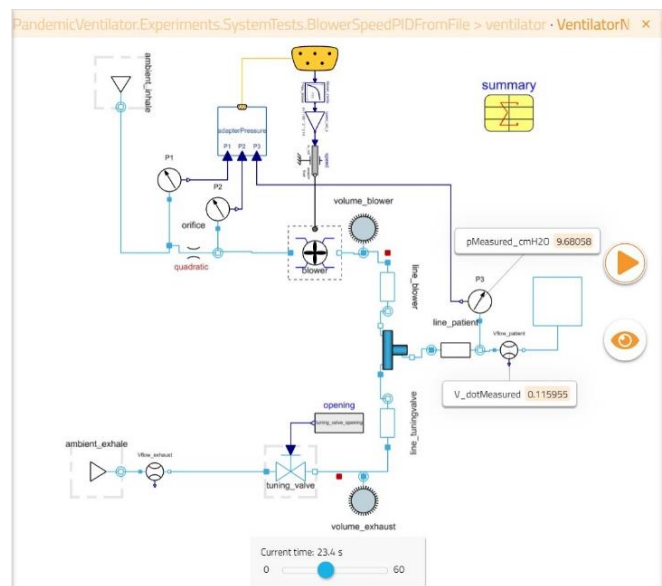 PandemicVentilator.Experiments.SystemTests.BlowerSpeedPIDFromFile > ventilator · VentilatorN ×
ambient_inhale
summary
Σ
adapterPressure
P1 P2 P3
P1
P2
speed
volume_blower
orifice
quadratic
blower
pMeasured_cmH2O 9.68058
line_blower
P3
line_patient
Vflow_patient
V_dotMeasured 0.115955
opening
tuning_valve_opening
line_tuningvalve
ambient_exhale
Vflow_exhaust
tuning_valve
volume_exhaust
Current time: 23.4 s
0 60